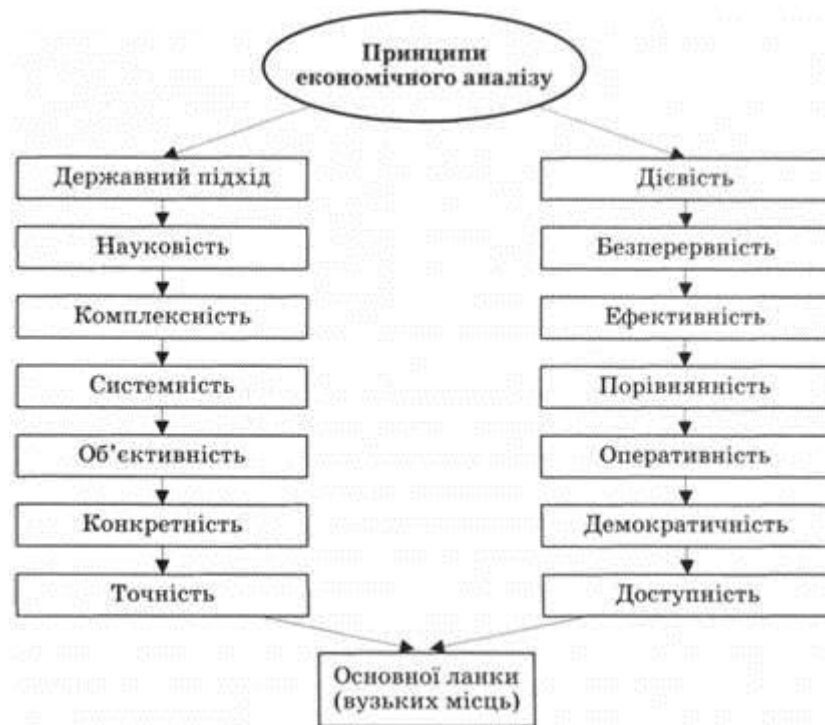 Принципи
економічного аналізу
Державний підхід
Науковість
Комплексність
Системність
Об’єктивність
Конкретність
Точність
Дієвість
Безперервність
Ефективність
Порівнянність
Оперативність
Демократичність
Доступність
Основної ланки
(вузьких місць)